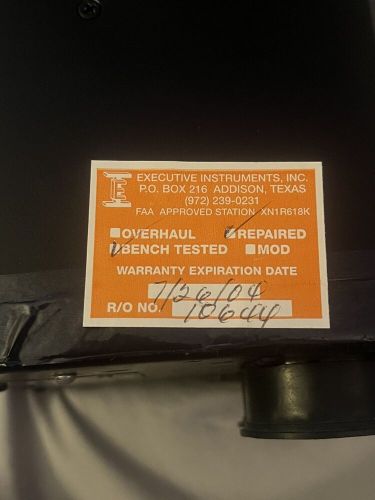 EXECUTIVE INSTRUMENTS, INC.
P.O. BOX 216 ADDISON, TEXAS
(972) 239-0231
FAA APPROVED STATION XN1R618K
OVERHAUL REPAIRED
BENCH TESTED MOD
WARRANTY EXPIRATION DATE
7/26/04
R/O NO. 10644